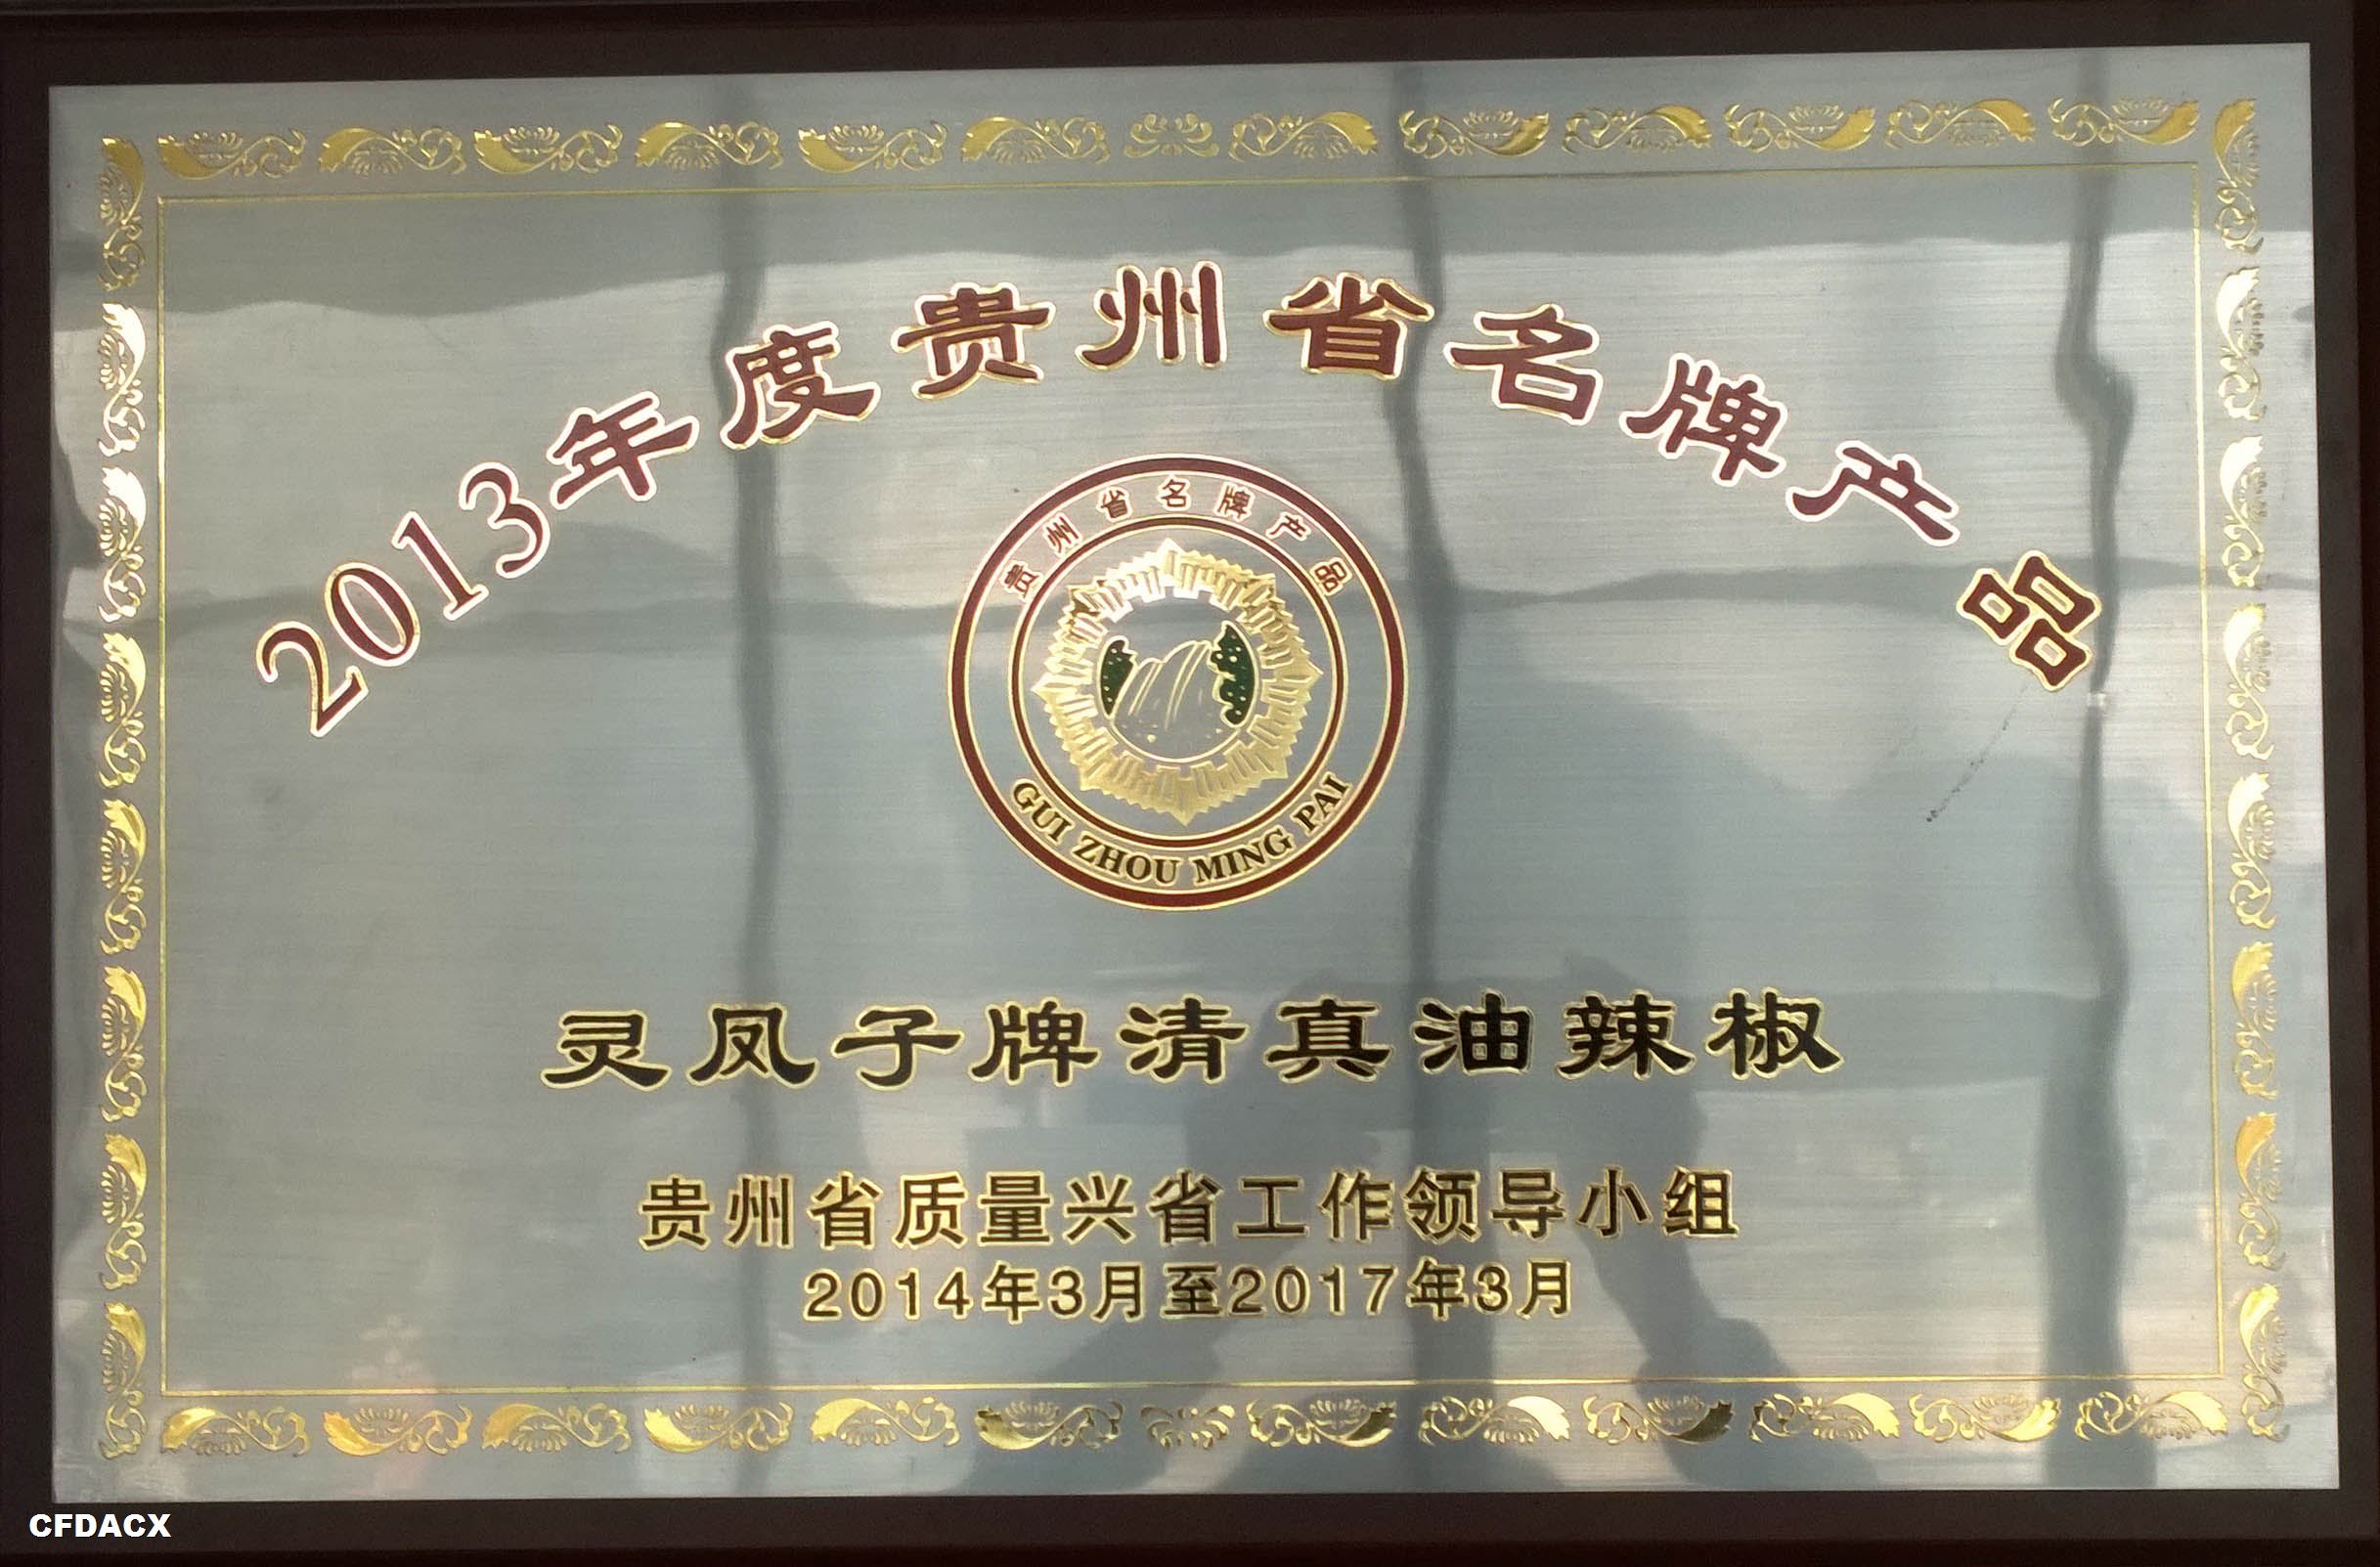 2013年度贵州省名牌产品
贵州省名牌产品
GUI ZHOU MING PAI
灵凤子牌清真油辣椒
贵州省质量兴省工作领导小组
2014年3月至2017年3月
CFDACX